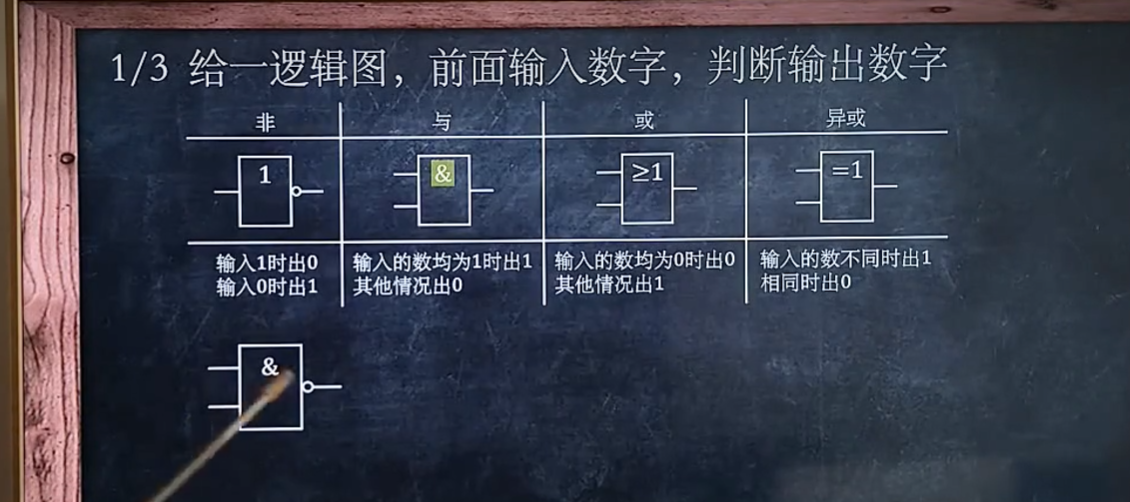 1/3 给一逻辑图，前面输入数字，判断输出数字
非 与 或 异或
1 & ≥1 =1
输入1时出0 输入的数均为1时出1 输入的数均为0时出0 输入的数不同时出1
输入0时出1 其他情况出0 其他情况出1 相同时出0
&